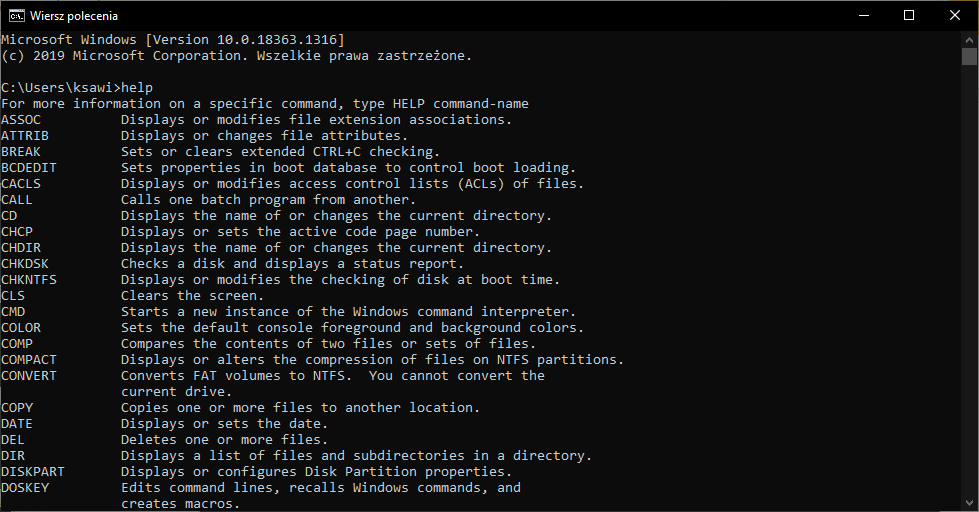 Wiersz polecenia
Microsoft Windows [Version 10.0.18363.1316]
(c) 2019 Microsoft Corporation. Wszelkie prawa zastrzeżone.
C:\Users\ksawi>help
For more information on a specific command, type HELP command-name
ASSOC          Displays or modifies file extension associations.
ATTRIB         Displays or changes file attributes.
BREAK          Sets or clears extended CTRL+C checking.
BCDEDIT        Sets properties in boot database to control boot loading.
CACLS          Displays or modifies access control lists (ACLs) of files.
CALL           Calls one batch program from another.
CD             Displays the name of or changes the current directory.
CHCP           Displays or sets the active code page number.
CHDIR          Displays the name of or changes the current directory.
CHKDSK         Checks a disk and displays a status report.
CHKNTFS        Displays or modifies the checking of disk at boot time.
CLS            Clears the screen.
CMD            Starts a new instance of the Windows command interpreter.
COLOR          Sets the default console foreground and background colors.
COMP           Compares the contents of two files or sets of files.
COMPACT        Displays or alters the compression of files on NTFS partitions.
CONVERT        Converts FAT volumes to NTFS.  You cannot convert the
               current drive.
COPY           Copies one or more files to another location.
DATE           Displays or sets the date.
DEL            Deletes one or more files.
DIR            Displays a list of files and subdirectories in a directory.
DISKPART       Displays or configures Disk Partition properties.
DOSKEY         Edits command lines, recalls Windows commands, and
               creates macros.